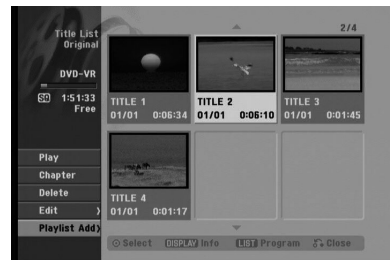 Title List
Original
2/4
DVD-VR
SQ 1:51:33
Free
TITLE 1
01/01 0:06:34
TITLE 2
01/01 0:06:10
TITLE 3
01/01 0:01:45
Play
Chapter
Delete
Edit
Playlist Add
TITLE 4
01/01 0:01:17
Select DISPLAY Info LIST Program Close